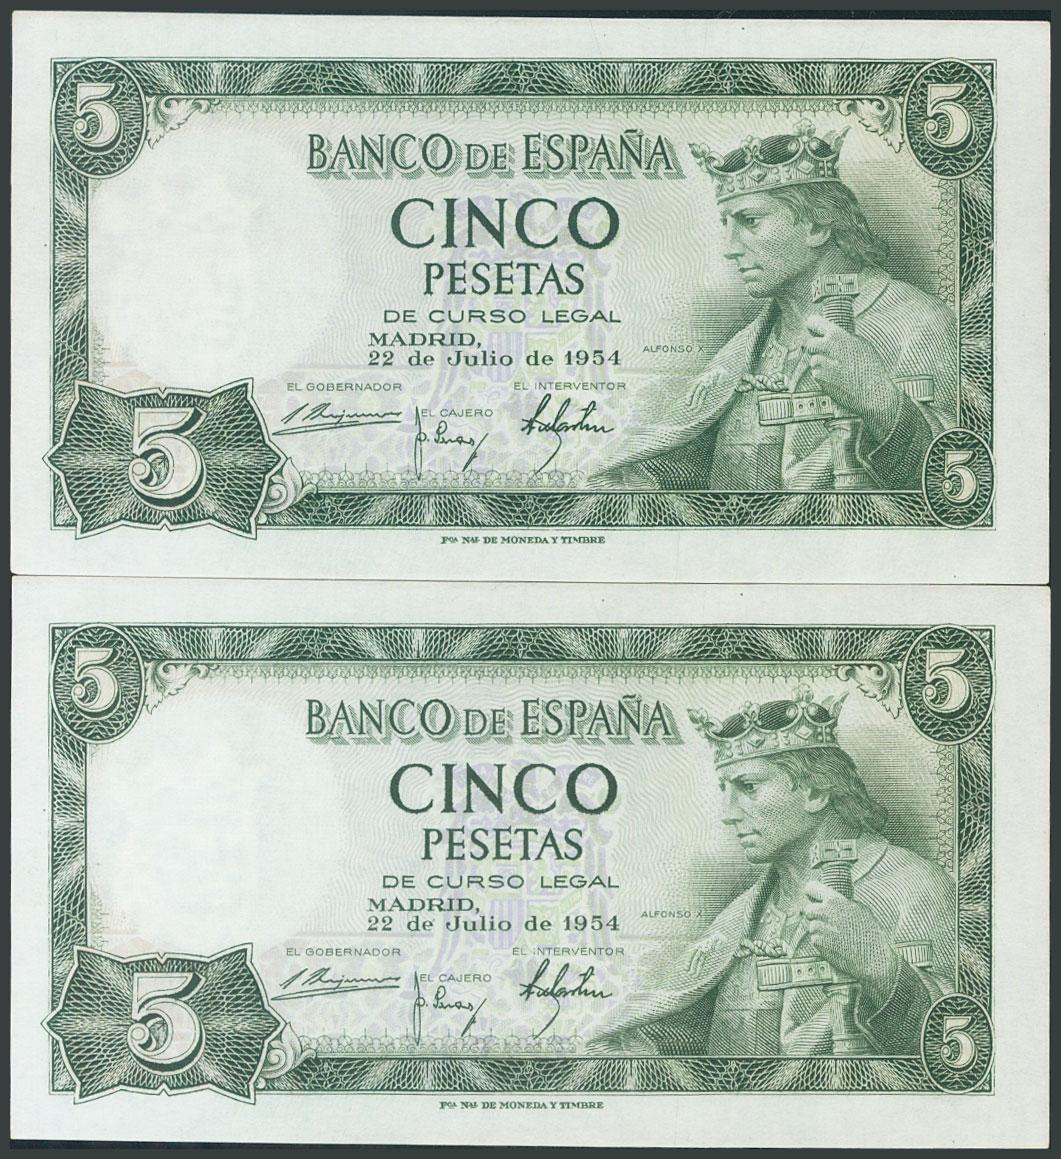 5 5
BANCO DE ESPAÑA
CINCO
PESETAS
DE CURSO LEGAL
MADRID,
22 de Julio de 1954
ALFONSO X
EL GOBERNADOR EL INTERVENTOR
EL CAJERO
5 5
FCA NAL DE MONEDA Y TIMBRE
5 5
BANCO DE ESPAÑA
CINCO
PESETAS
DE CURSO LEGAL
MADRID,
22 de Julio de 1954
ALFONSO X
EL GOBERNADOR EL INTERVENTOR
EL CAJERO
5 5
FCA NAL DE MONEDA Y TIMBRE